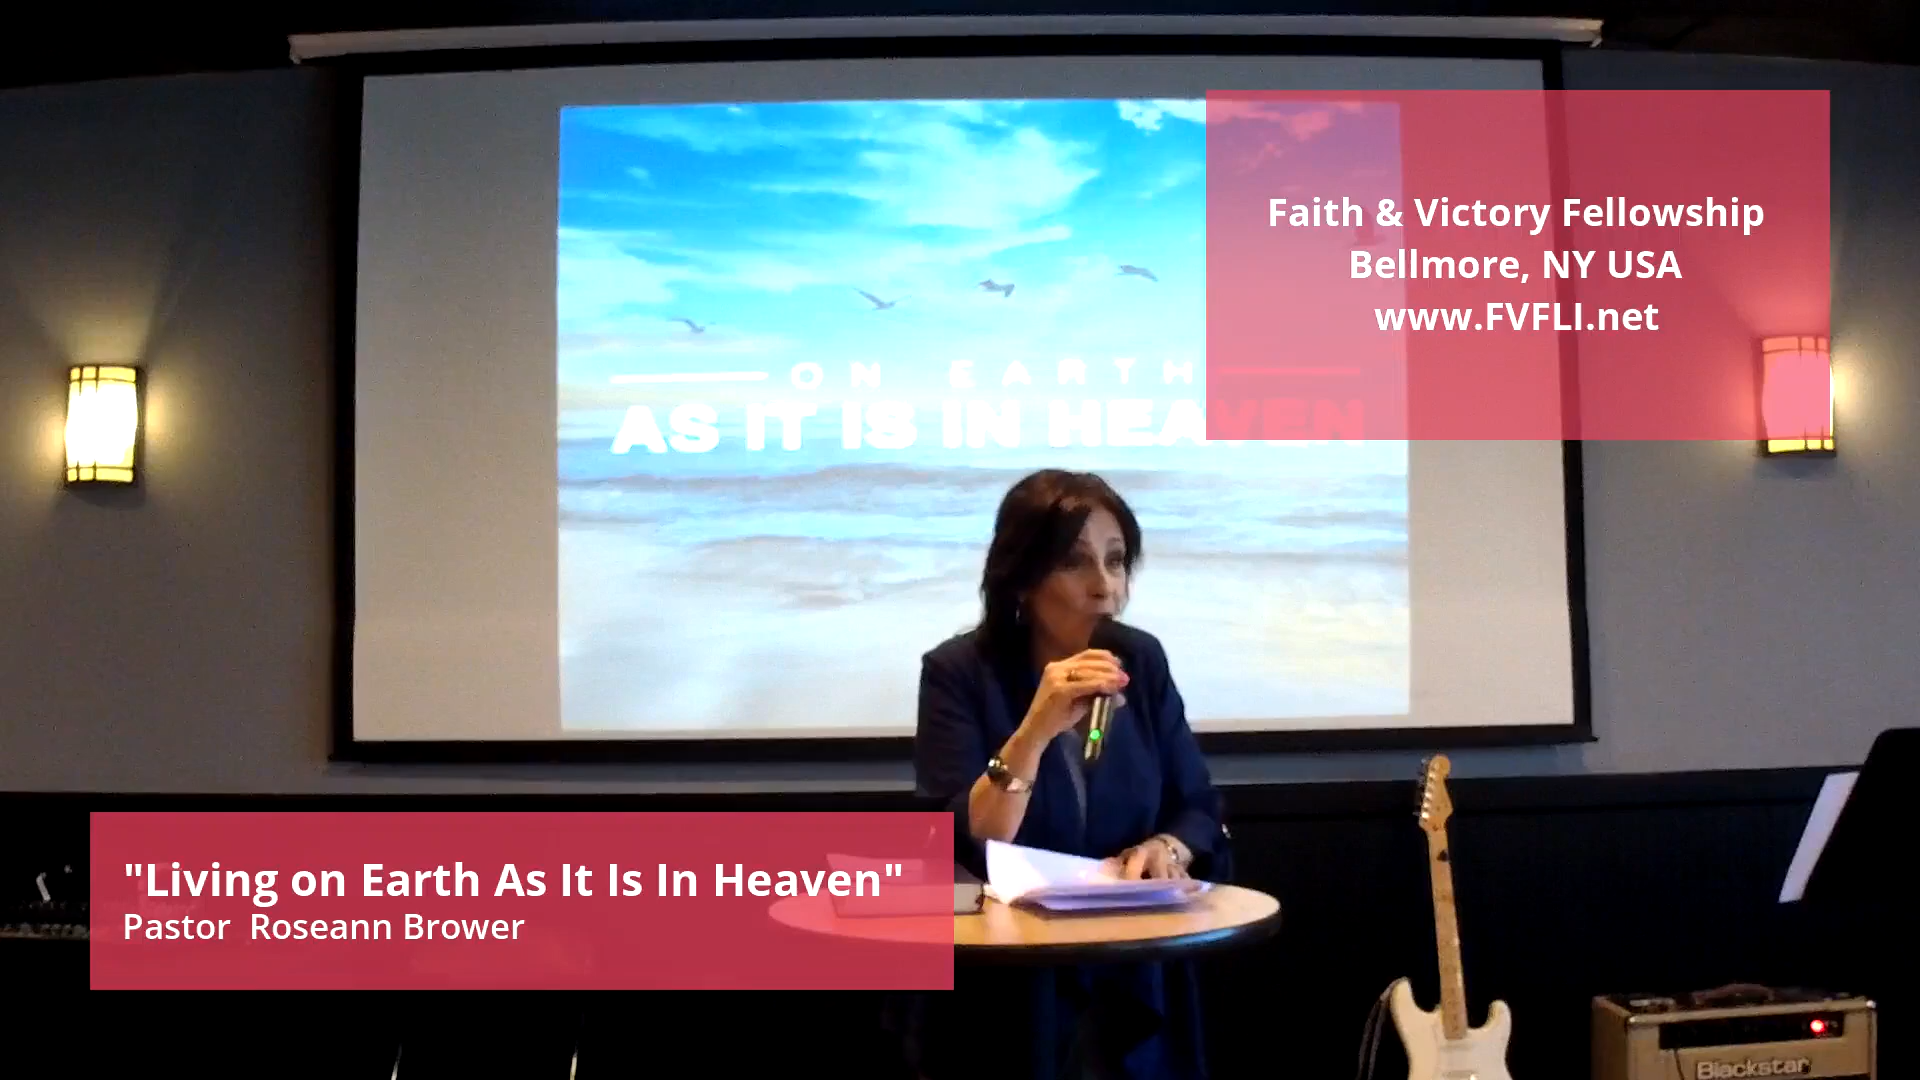 Faith & Victory Fellowship
Bellmore, NY USA
www.FVFLI.net
ON EARTH
AS IT IS IN HEAVEN
"Living on Earth As It Is In Heaven"
Pastor  Roseann Brower
Blackstar